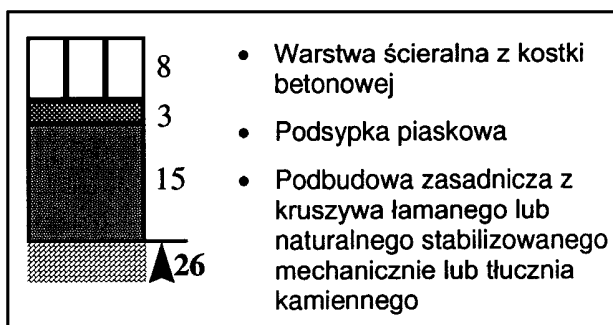 8
3
15
26
• Warstwa ścieralna z kostki
betonowej
• Podsypka piaskowa
• Podbudowa zasadnicza z
kruszywa łamanego lub
naturalnego stabilizowanego
mechanicznie lub tłucznia
kamiennego